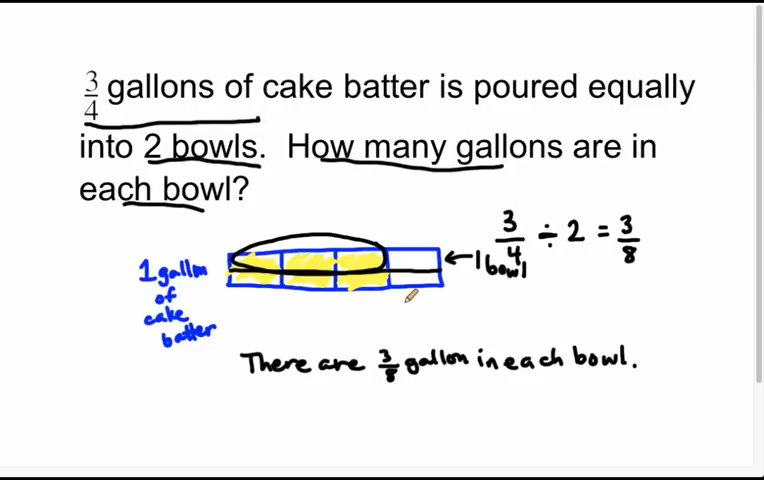 3/4 gallons of cake batter is poured equally
into 2 bowls. How many gallons are in
each bowl?
3/4 ÷ 2 = 3/8
←1 bowl
1 gallon
of
cake
batter
There are 3/8 gallon in each bowl.